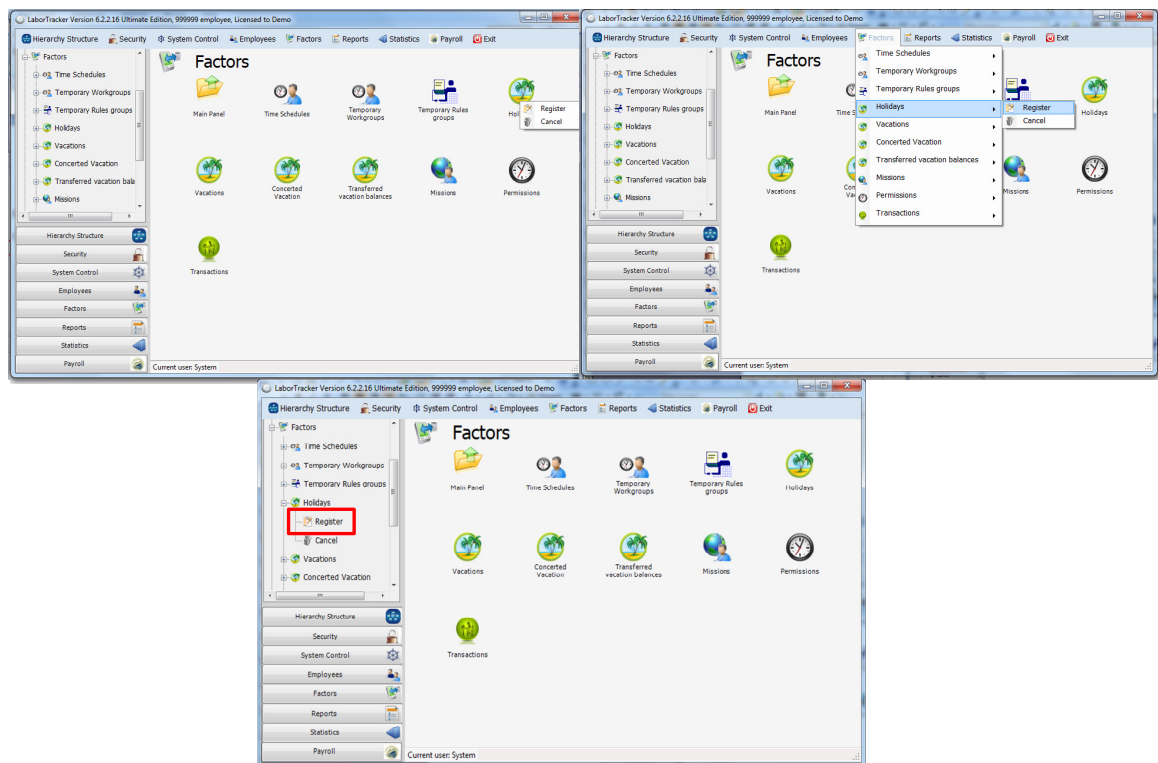 LaborTracker Version 6.2.2.16 Ultimate Edition, 999999 employee, Licensed to Demo
Hierarchy Structure Security System Control Employees Factors Reports Statistics Payroll Exit
Factors
Time Schedules
Temporary Workgroups
Temporary Rules groups
Holidays
Vacations
Concerted Vacation
Transferred vacation bala
Missions
Hierarchy Structure
Security
System Control
Employees
Factors
Reports
Statistics
Payroll
Factors
Main Panel Time Schedules Temporary Workgroups Temporary Rules groups Hol
Register
Cancel
Vacations Concerted Vacation Transferred vacation balances Missions Permissions
Transactions
Current user: System
LaborTracker Version 6.2.2.16 Ultimate Edition, 999999 employee, Licensed to Demo
Hierarchy Structure Security System Control Employees Factors Reports Statistics Payroll Exit
Factors
Time Schedules
Temporary Workgroups
Temporary Rules groups
Holidays
Vacations
Concerted Vacation
Transferred vacation bala
Missions
Hierarchy Structure
Security
System Control
Employees
Factors
Reports
Statistics
Payroll
Factors
Main Panel Time S
Vacations Con
Va
Transactions
Time Schedules
Temporary Workgroups
Temporary Rules groups
Holidays
Vacations
Concerted Vacation
Transferred vacation balances
Missions
Permissions
Transactions
Register
Cancel
Holidays
Missions Permissions
Current user: System
LaborTracker Version 6.2.2.16 Ultimate Edition, 999999 employee, Licensed to Demo
Hierarchy Structure Security System Control Employees Factors Reports Statistics Payroll Exit
Factors
Time Schedules
Temporary Workgroups
Temporary Rules groups
Holidays
Register
Cancel
Vacations
Concerted Vacation
Hierarchy Structure
Security
System Control
Employees
Factors
Reports
Statistics
Payroll
Factors
Main Panel Time Schedules Temporary Workgroups Temporary Rules groups Holidays
Vacations Concerted Vacation Transferred vacation balances Missions Permissions
Transactions
Current user: System